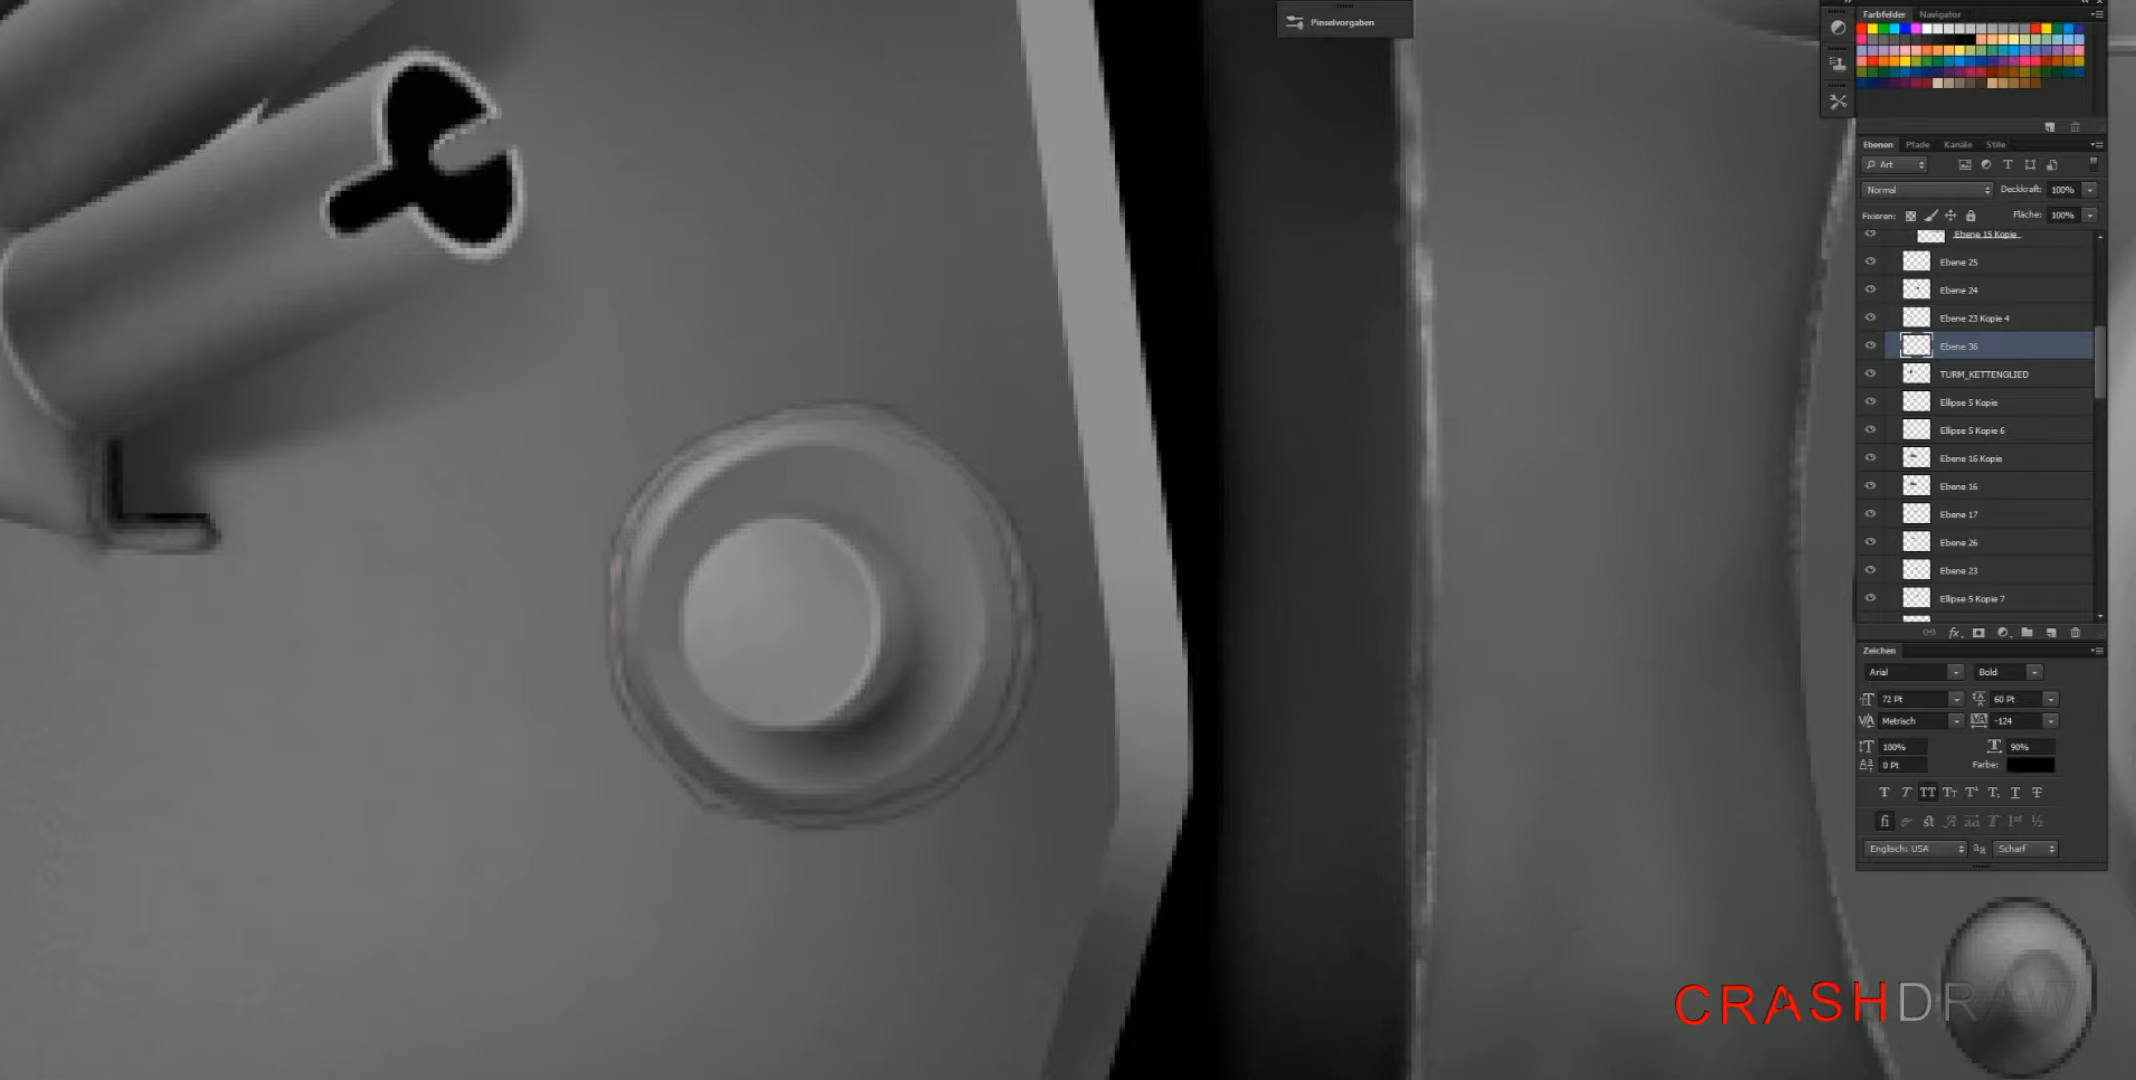 Pinselvorgaben
Farbfelder Navigator
Ebenen Pfade Kanäle Stile
Art
Normal Deckkraft: 100%
Fixieren: Fläche: 100%
Ebene 15 Kopie
Ebene 25
Ebene 24
Ebene 23 Kopie 4
Ebene 36
TURM_KETTENGLIED
Ellipse 5 Kopie
Ellipse 5 Kopie 6
Ebene 16 Kopie
Ebene 16
Ebene 17
Ebene 26
Ebene 23
Ellipse 5 Kopie 7
fx
Zeichen
Arial Bold
72 Pt 60 Pt
Metrisch -124
100% 90%
0 Pt Farbe:
Englisch: USA Scharf
CRASHDRAW